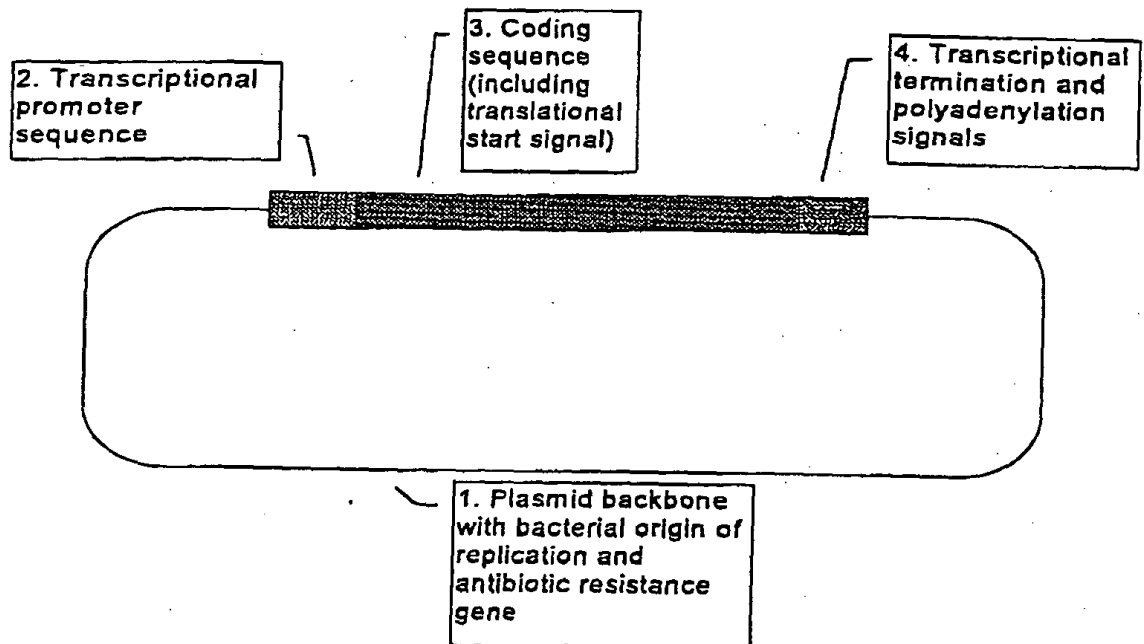 3. Coding
sequence
(including
translational
start signal)
2. Transcriptional
promoter
sequence
4. Transcriptional
termination and
polyadenylation
signals
1. Plasmid backbone
with bacterial origin of
replication and
antibiotic resistance
gene